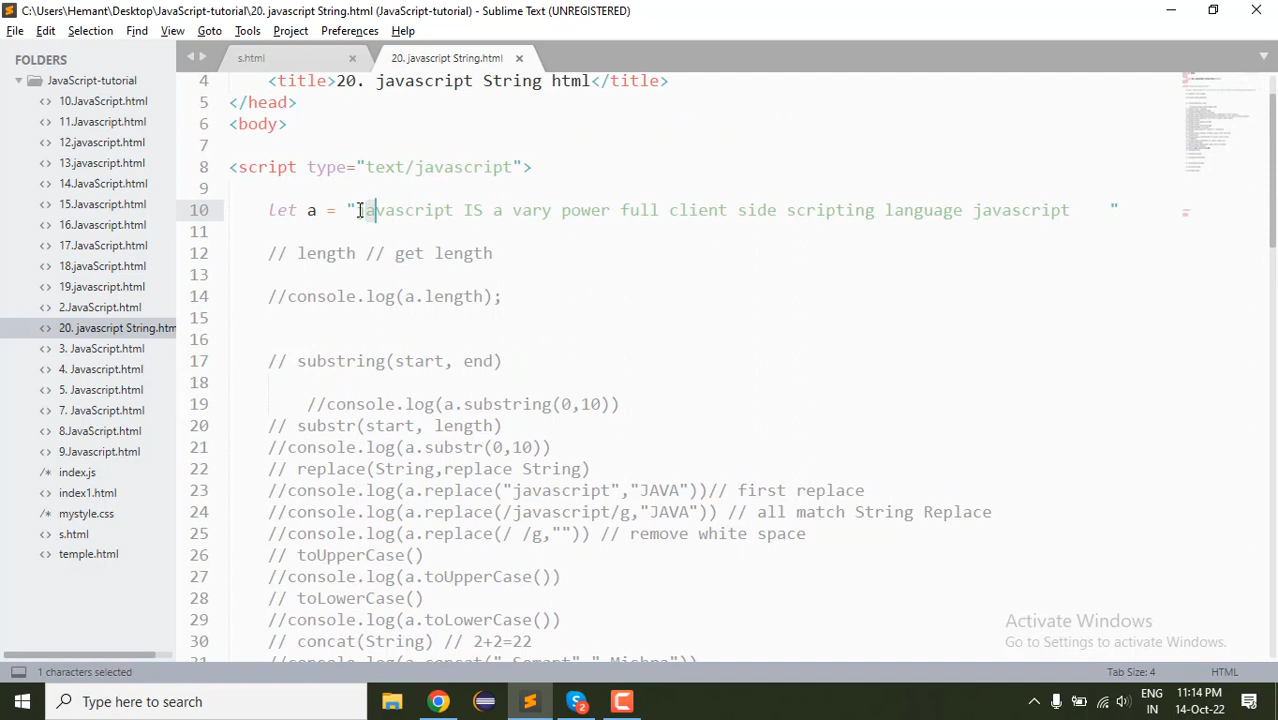 C:\Users\Hemant\Desktop\JavaScript-tutorial\20. javascript String.html (JavaScript-tutorial) - Sublime Text (UNREGISTERED)
File Edit Selection Find View Goto Tools Project Preferences Help
FOLDERS
JavaScript-tutorial
10.JavaScript.html
11.Javascript.html
12.javascript.html
13.javascript.html
14.JavaScript.html
15.JavaScript.html
16.JavaScript.html
17.JavaScript.html
18.javascript.html
19.javascript.html
2.JavaScript.html
20. javascript String.htm
3. JavaScript.html
4. Javascript.html
5. Javascript.html
7. JavaScript.html
8.JavaScript.html
9.Javascript.html
index.js
index1.html
mystyle.css
s.html
temple.html
s.html
20. javascript String.html
4 <title>20. javascript String html</title>
5 </head>
6 <body>
7
8 <script type="text/javascript">
9
10 let a = "javascript IS a vary power full client side scripting language javascript "
11
12 // length // get length
13
14 //console.log(a.length);
15
16
17 // substring(start, end)
18
19 //console.log(a.substring(0,10))
20 // substr(start, length)
21 //console.log(a.substr(0,10))
22 // replace(String,replace String)
23 //console.log(a.replace("javascript","JAVA"))// first replace
24 //console.log(a.replace(/javascript/g,"JAVA")) // all match String Replace
25 //console.log(a.replace(/ /g,"")) // remove white space
26 // toUpperCase()
27 //console.log(a.toUpperCase())
28 // toLowerCase()
29 //console.log(a.toLowerCase())
30 // concat(String) // 2+2=22
Activate Windows
Go to Settings to activate Windows.
1 characters selected
Tab Size: 4
HTML
Type here to search
2
ENG
IN
11:14 PM
14-Oct-22